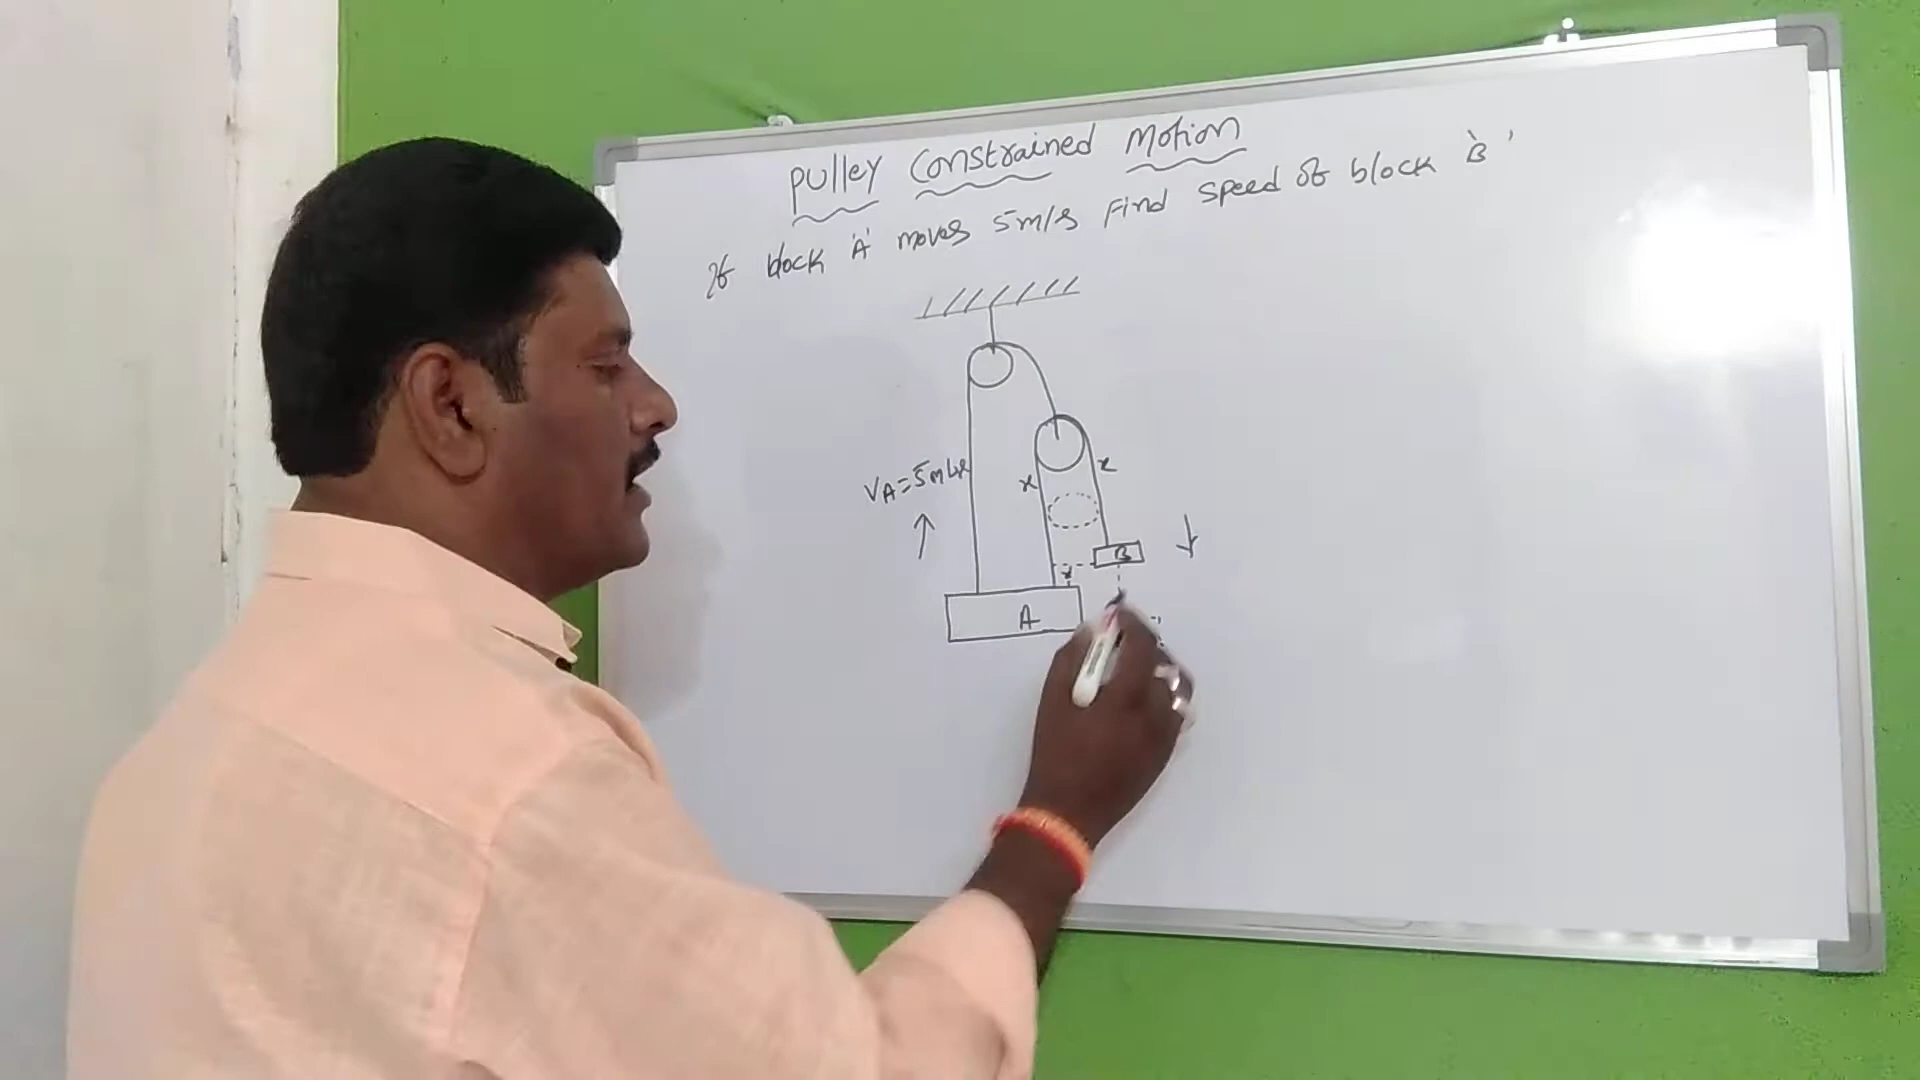 Pulley Constrained Motion
If block 'A' moves 5m/s Find speed of block 'B'
VA=5m/s
x
x
x
B
A